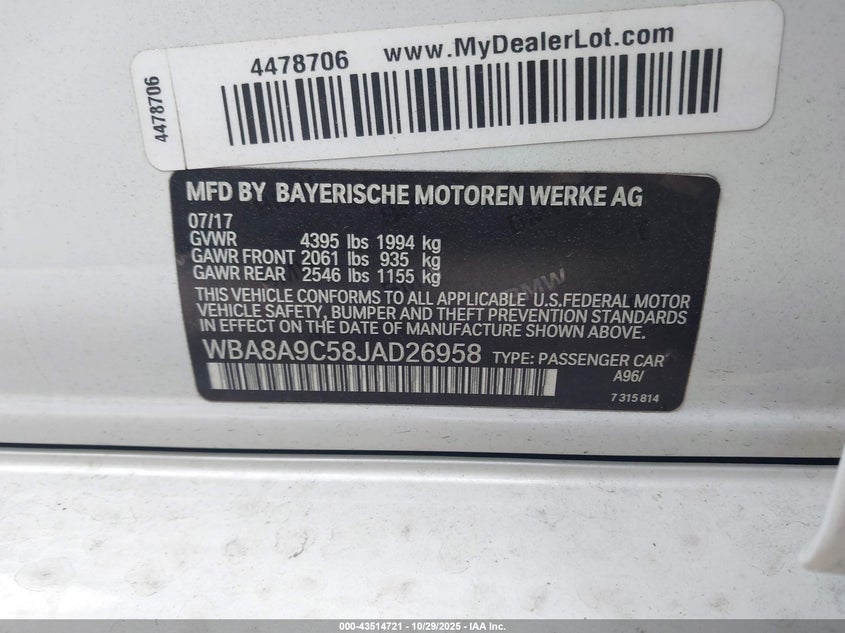 4478706 www.MyDealerLot.com
4478706
MFD BY BAYERISCHE MOTOREN WERKE AG
07/17
GVWR 4395 lbs 1994 kg
GAWR FRONT 2061 lbs 935 kg
GAWR REAR 2546 lbs 1155 kg
BMW
THIS VEHICLE CONFORMS TO ALL APPLICABLE U.S.FEDERAL MOTOR
VEHICLE SAFETY, BUMPER AND THEFT PREVENTION STANDARDS
IN EFFECT ON THE DATE OF MANUFACTURE SHOWN ABOVE.
WBA8A9C58JAD26958 TYPE: PASSENGER CAR
A96/
7 315 814
000-43514721 | 10/29/2025 - IAA Inc.